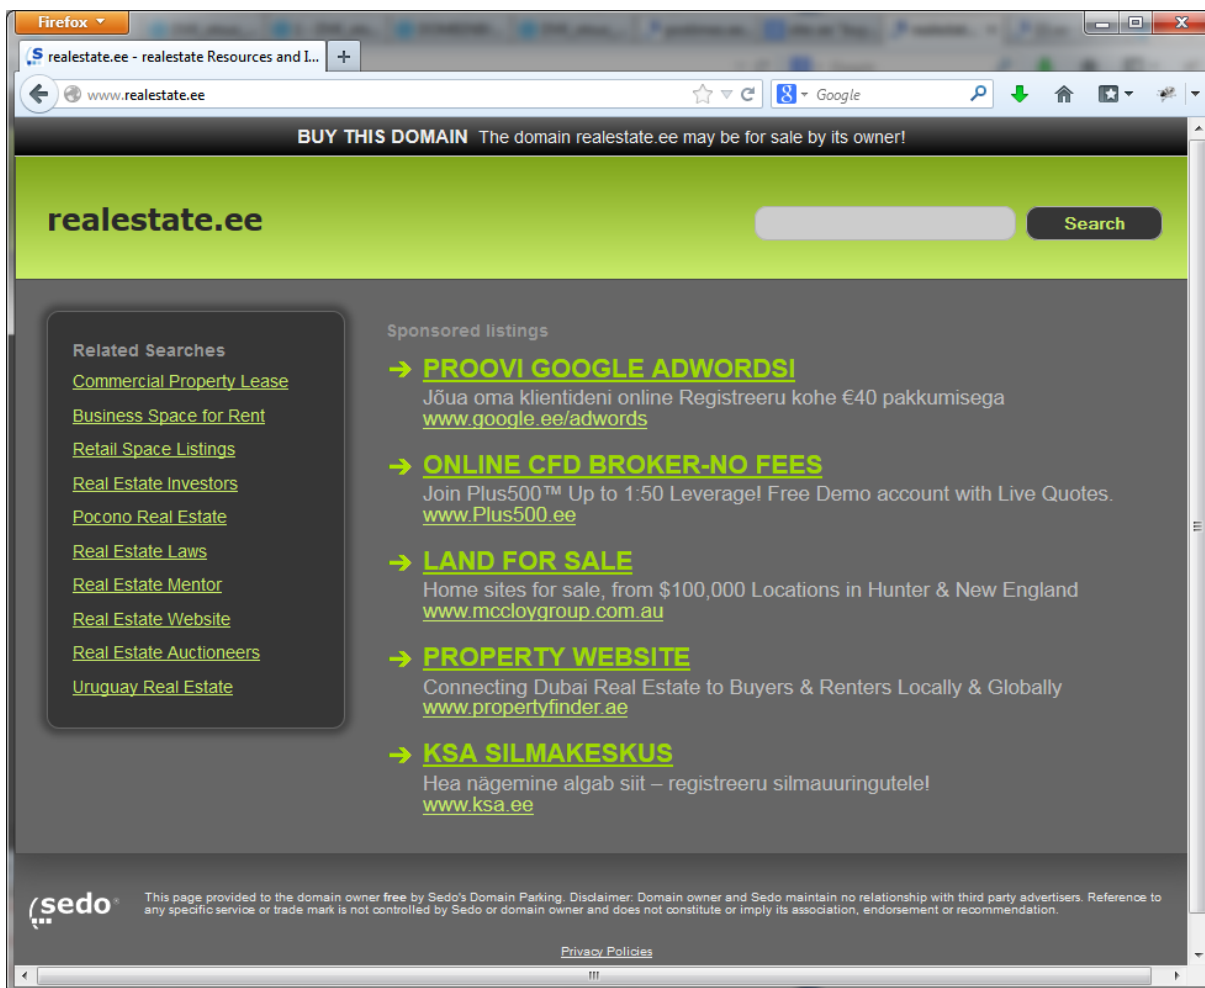 Firefox
realestate.ee - realestate Resources and I...
www.realestate.ee
Google
BUY THIS DOMAIN The domain realestate.ee may be for sale by its owner!
realestate.ee
Search
Related Searches
Commercial Property Lease
Business Space for Rent
Retail Space Listings
Real Estate Investors
Pocono Real Estate
Real Estate Laws
Real Estate Mentor
Real Estate Website
Real Estate Auctioneers
Uruguay Real Estate
Sponsored listings
PROOVI GOOGLE ADWORDSI
Jõua oma klientideni online Registreeru kohe €40 pakkumisega
www.google.ee/adwords
ONLINE CFD BROKER-NO FEES
Join Plus500™ Up to 1:50 Leverage! Free Demo account with Live Quotes.
www.Plus500.ee
LAND FOR SALE
Home sites for sale, from $100,000 Locations in Hunter & New England
www.mccloygroup.com.au
PROPERTY WEBSITE
Connecting Dubai Real Estate to Buyers & Renters Locally & Globally
www.propertyfinder.ae
KSA SILMAKESKUS
Hea nägemine algab siit – registreeru silmauuringutele!
www.ksa.ee
sedo®
This page provided to the domain owner free by Sedo's Domain Parking. Disclaimer: Domain owner and Sedo maintain no relationship with third party advertisers. Reference to
any specific service or trade mark is not controlled by Sedo or domain owner and does not constitute or imply its association, endorsement or recommendation.
Privacy Policies